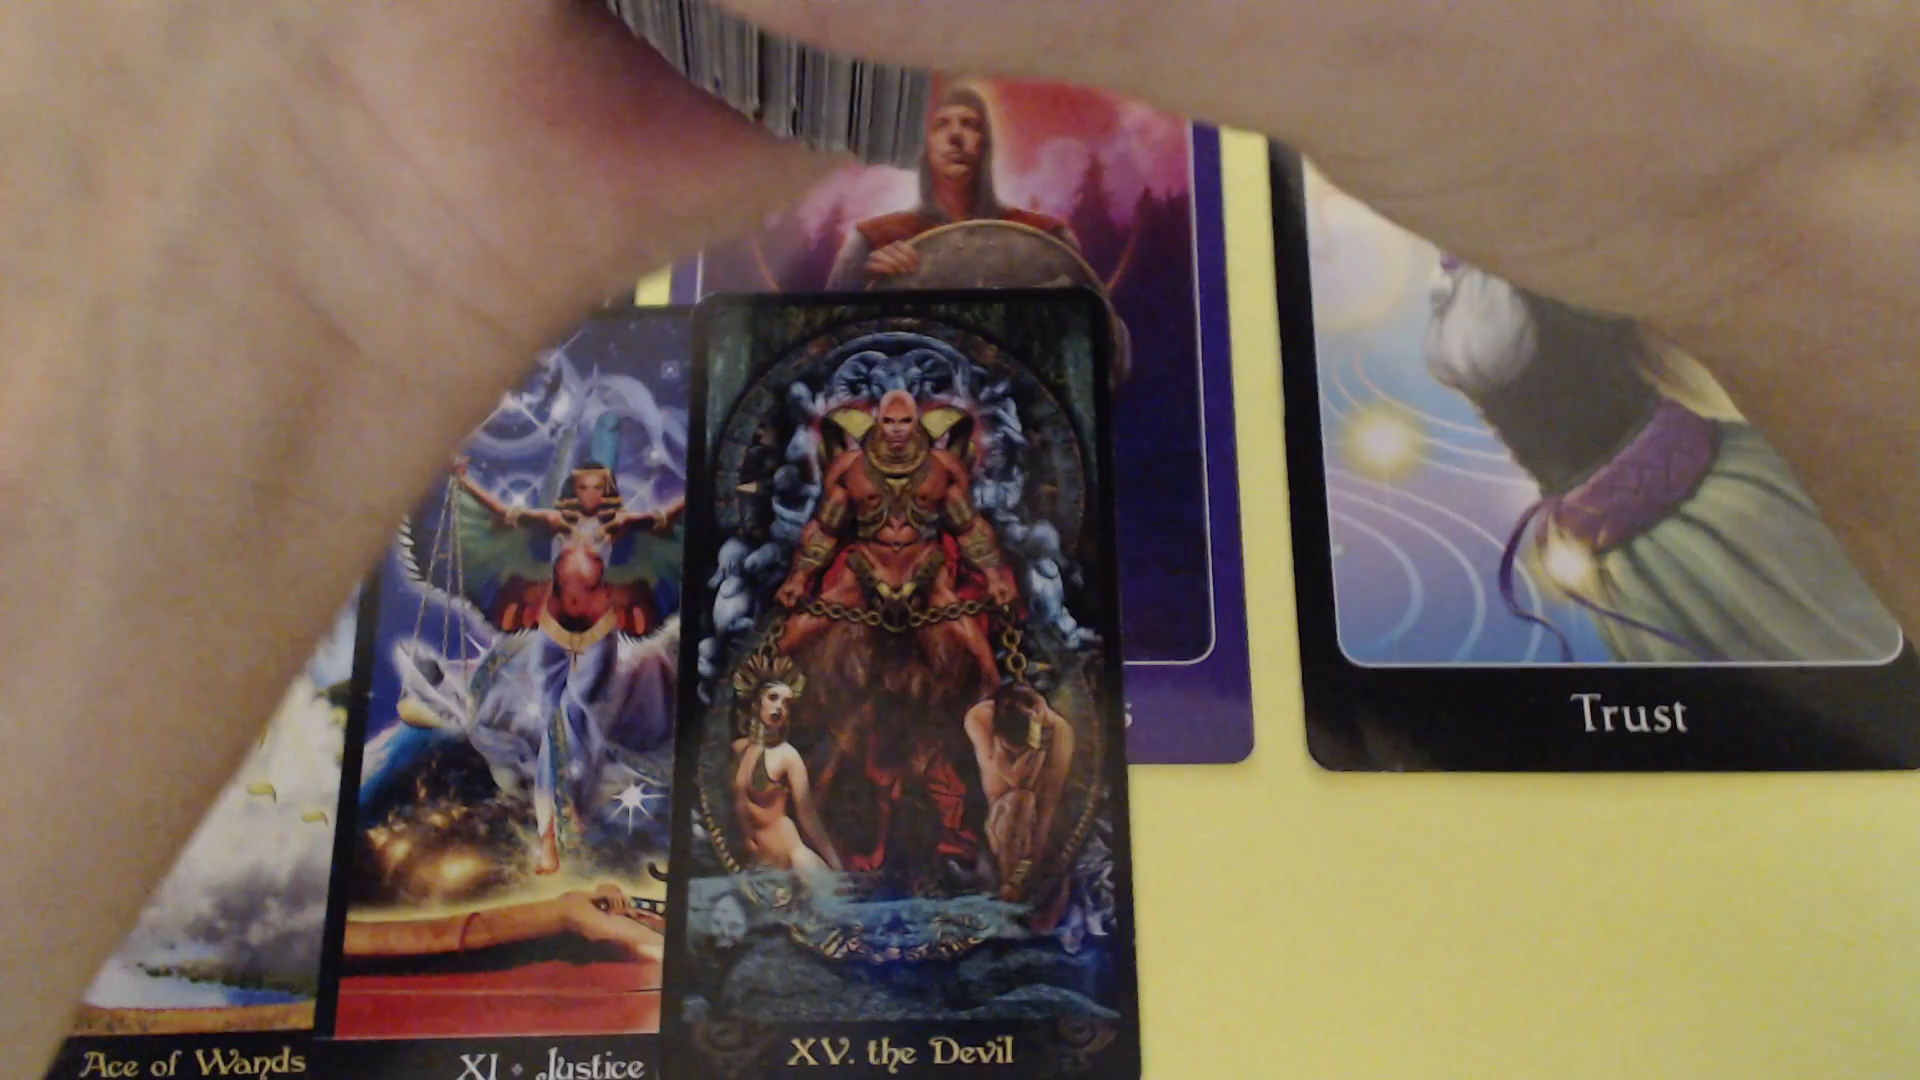 Trust
Ace of Wands
XI • Justice
XV. the Devil